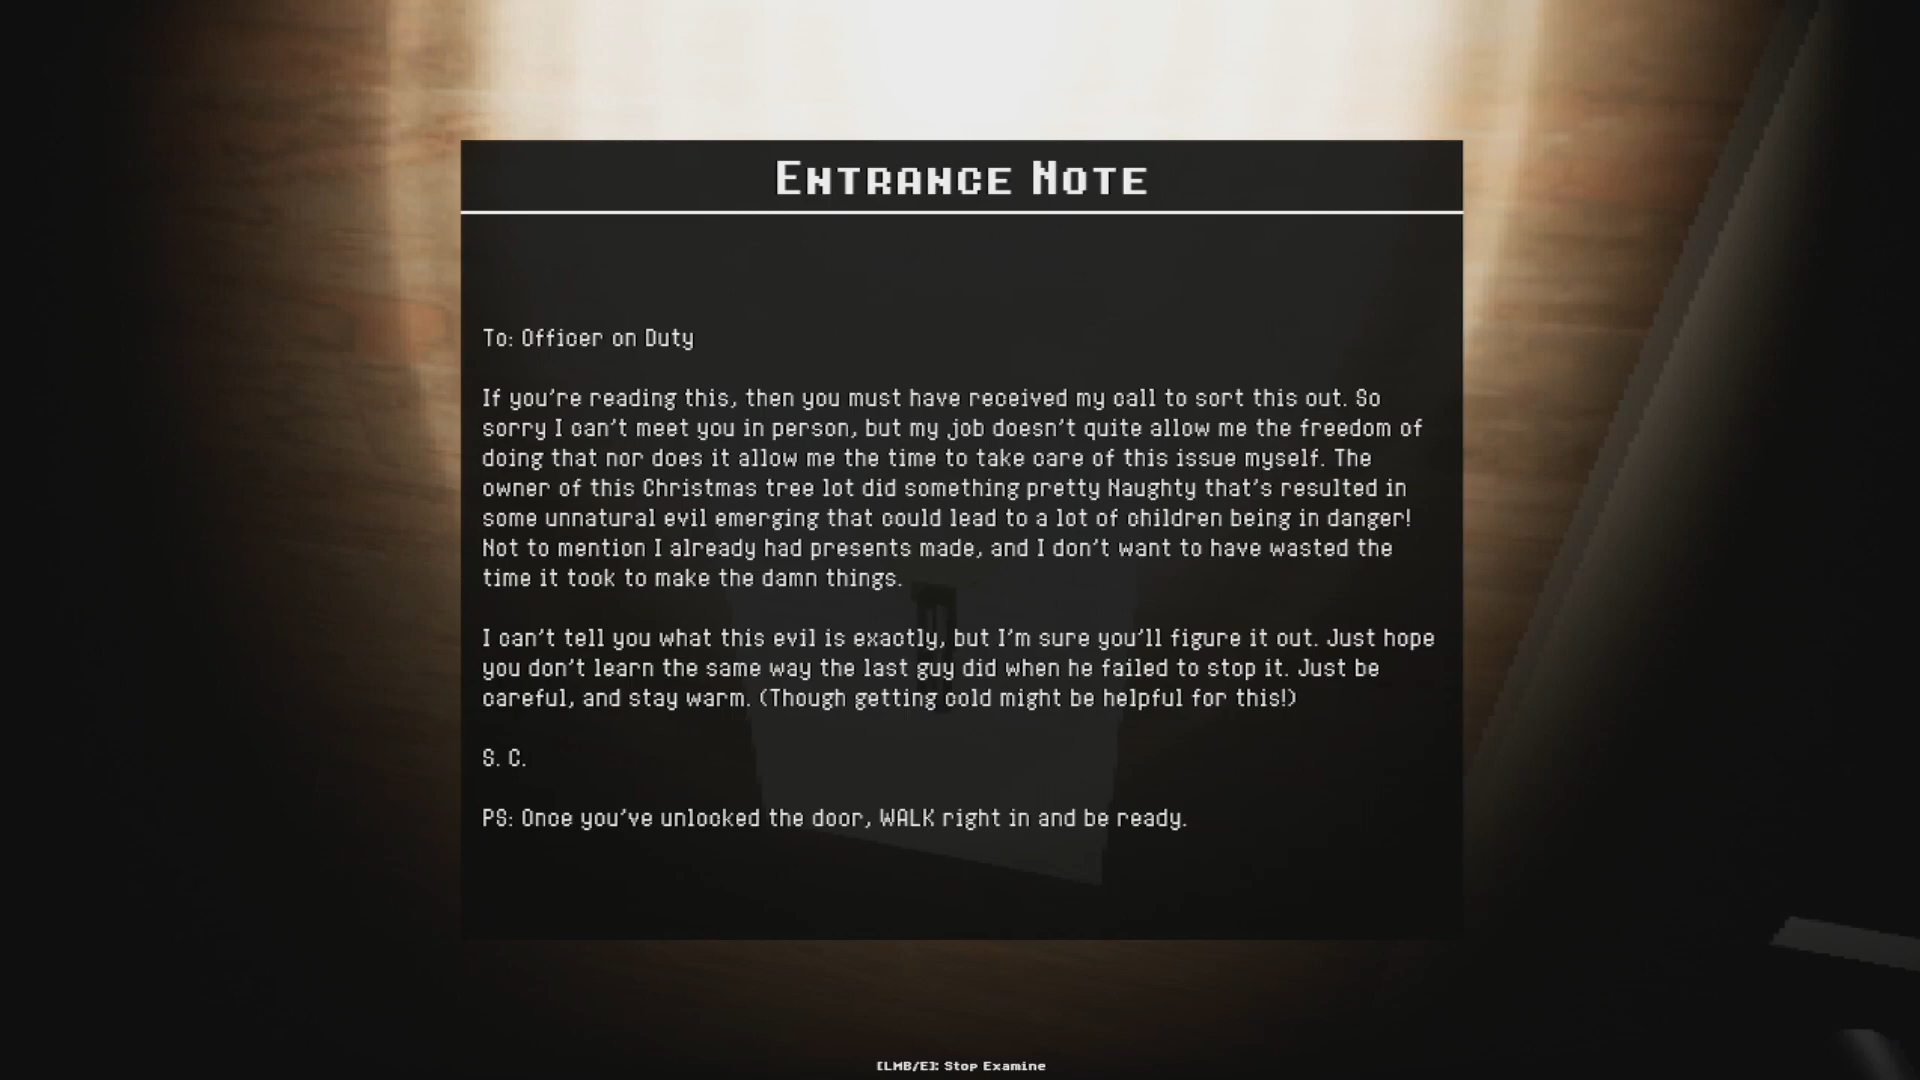 Entrance Note
To: Officer on Duty
If you're reading this, then you must have received my call to sort this out. So
sorry I can't meet you in person, but my job doesn't quite allow me the freedom of
doing that nor does it allow me the time to take care of this issue myself. The
owner of this Christmas tree lot did something pretty Naughty that's resulted in
some unnatural evil emerging that could lead to a lot of children being in danger!
Not to mention I already had presents made, and I don't want to have wasted the
time it took to make the damn things.
I can't tell you what this evil is exactly, but I'm sure you'll figure it out. Just hope
you don't learn the same way the last guy did when he failed to stop it. Just be
careful, and stay warm. (Though getting cold might be helpful for this!)
S. C.
PS: Once you've unlocked the door, WALK right in and be ready.
[LMB/E]: Stop Examine